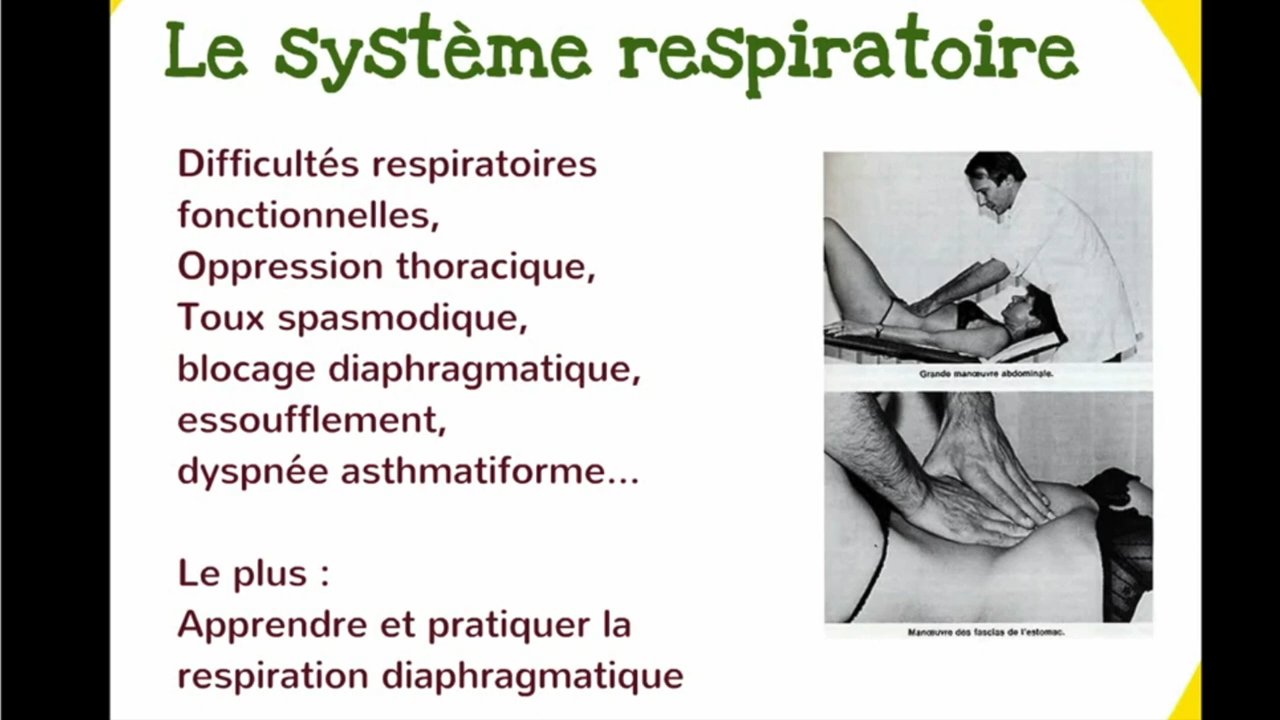 Le système respiratoire
Difficultés respiratoires
fonctionnelles,
Oppression thoracique,
Toux spasmodique,
blocage diaphragmatique,
essoufflement,
dyspnée asthmatiforme...
Le plus :
Apprendre et pratiquer la
respiration diaphragmatique
Grande manœuvre abdominale.
Manœuvre des fascias de l'estomac.